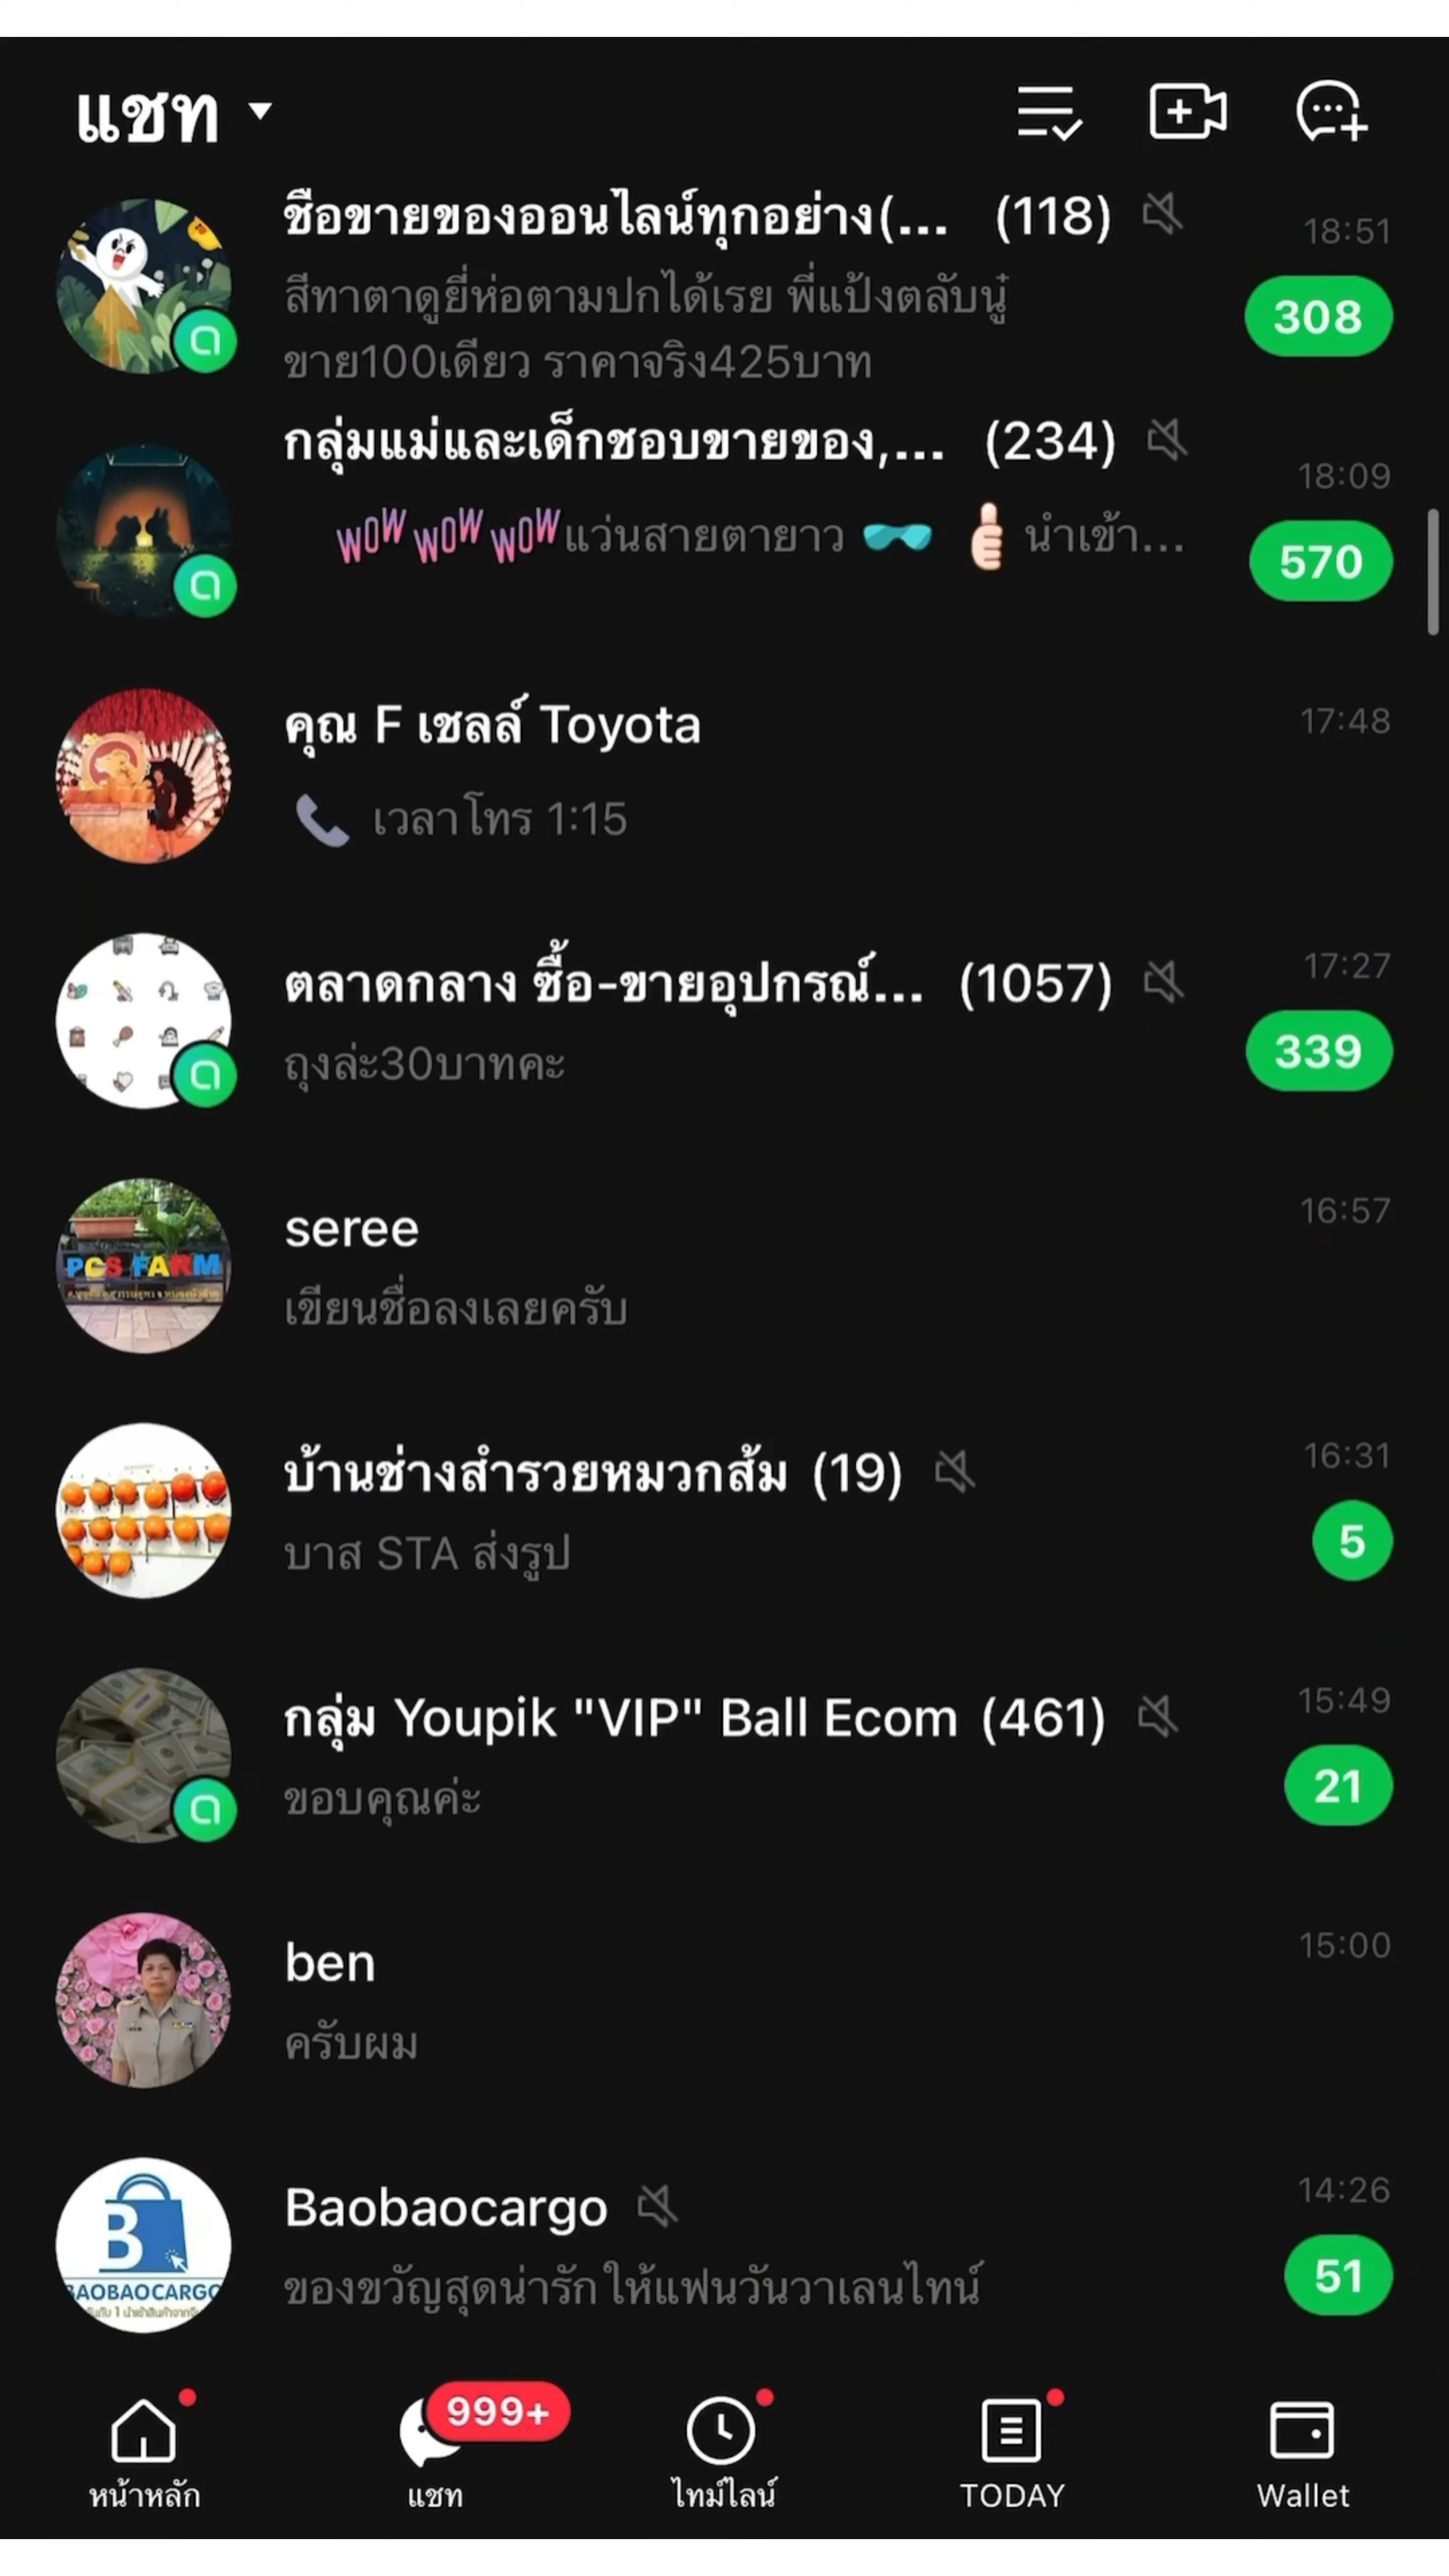 แชท
ซื้อขายของออนไลน์ทุกอย่าง(... (118)
18:51
สีทาตาดูยี่ห่อตามปกได้เรย พี่แป้งตลับนู๋
ขาย100เดียว ราคาจริง425บาท
308
กลุ่มแม่และเด็กชอบขายของ,... (234)
18:09
WOW WOW WOW แว่นสายตายาว นำเข้า...
570
คุณ F เซลล์ Toyota
17:48
เวลาโทร 1:15
ตลาดกลาง ซื้อ-ขายอุปกรณ์... (1057)
17:27
ถุงล่ะ30บาทคะ
339
seree
16:57
PCS FARM
เขียนชื่อลงเลยครับ
บ้านช่างสำรวยหมวกส้ม (19)
16:31
บาส STA ส่งรูป
5
กลุ่ม Youpik "VIP" Ball Ecom (461)
15:49
ขอบคุณค่ะ
21
ben
15:00
ครับผม
Baobaocargo
14:26
B
BAOBAOCARGO
ของขวัญสุดน่ารัก ให้แฟนวันวาเลนไทน์
51
999+
หน้าหลัก
แชท
ไทม์ไลน์
TODAY
Wallet